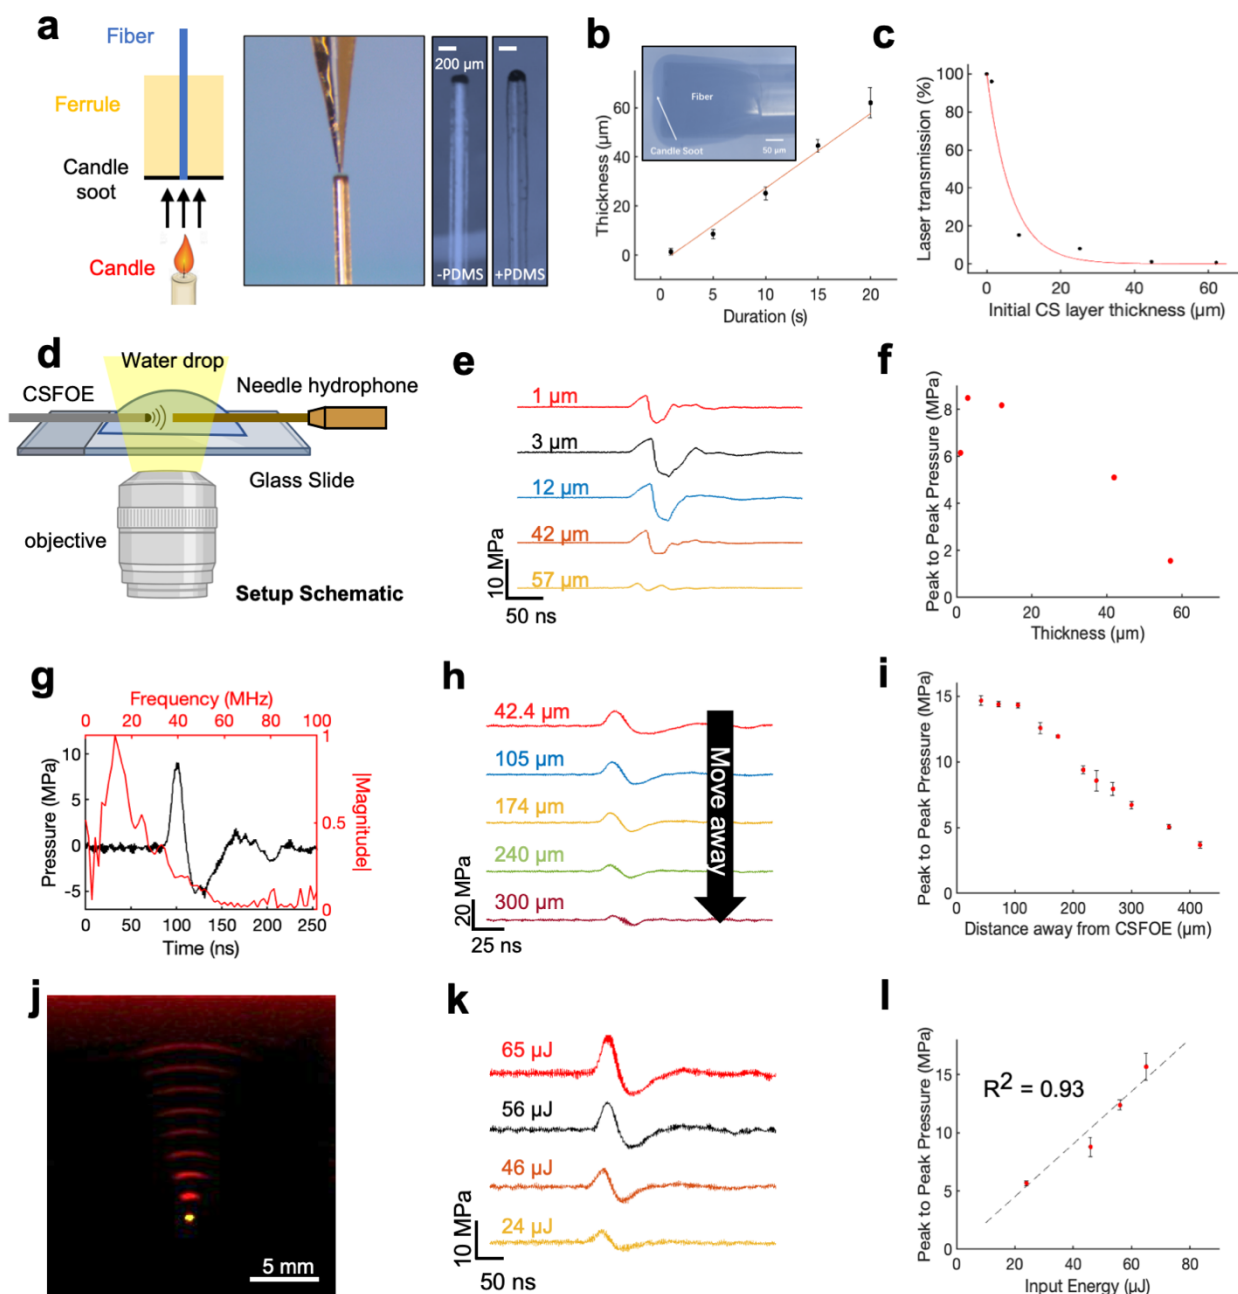 a
Fiber
Ferrule
Candle
soot
Candle
200 µm
-PDMS
+PDMS
b
Thickness (µm)
60
40
20
0
Fiber
Candle Soot
50 µm
0
5
10
15
20
Duration (s)
c
Laser transmission (%)
100
80
60
40
20
0
0
20
40
60
Initial CS layer thickness (µm)
d
Water drop
CSFOE
Needle hydrophone
Glass Slide
objective
Setup Schematic
e
1 µm
3 µm
12 µm
42 µm
57 µm
10 MPa
50 ns
f
Peak to Peak Pressure (MPa)
8
6
4
2
0
0
20
40
60
Thickness (µm)
g
Frequency (MHz)
0
20
40
60
80
100
Pressure (MPa)
10
5
0
-5
1
0.5
0
|Magnitude|
0
50
100
150
200
250
Time (ns)
h
42.4 µm
105 µm
174 µm
240 µm
300 µm
Move away
20 MPa
25 ns
i
Peak to Peak Pressure (MPa)
15
10
5
0
0
100
200
300
400
Distance away from CSFOE (µm)
j
5 mm
k
65 µJ
56 µJ
46 µJ
24 µJ
10 MPa
50 ns
l
Peak to Peak Pressure (MPa)
15
10
5
0
R² = 0.93
0
20
40
60
80
Input Energy (µJ)